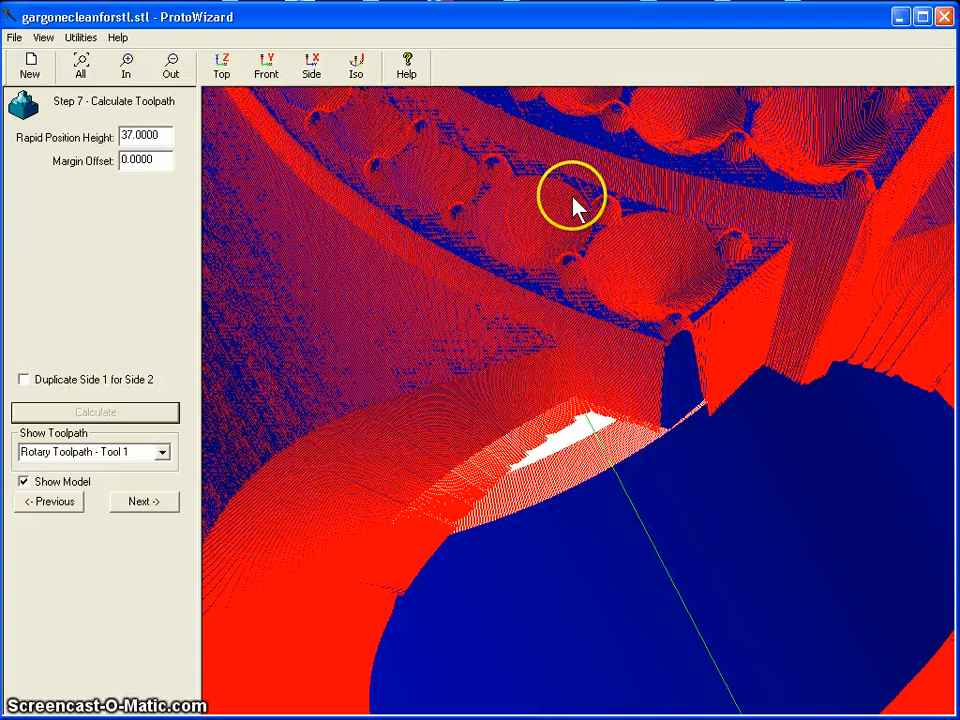 gargonecleanforstl.stl - ProtoWizard
File View Utilities Help
New All In Out Top Front Side Iso Help
Step 7 - Calculate Toolpath
Rapid Position Height: 37.0000
Margin Offset: 0.0000
Duplicate Side 1 for Side 2
Calculate
Show Toolpath
Rotary Toolpath - Tool 1
Show Model
<- Previous Next ->
Screencast-O-Matic.com